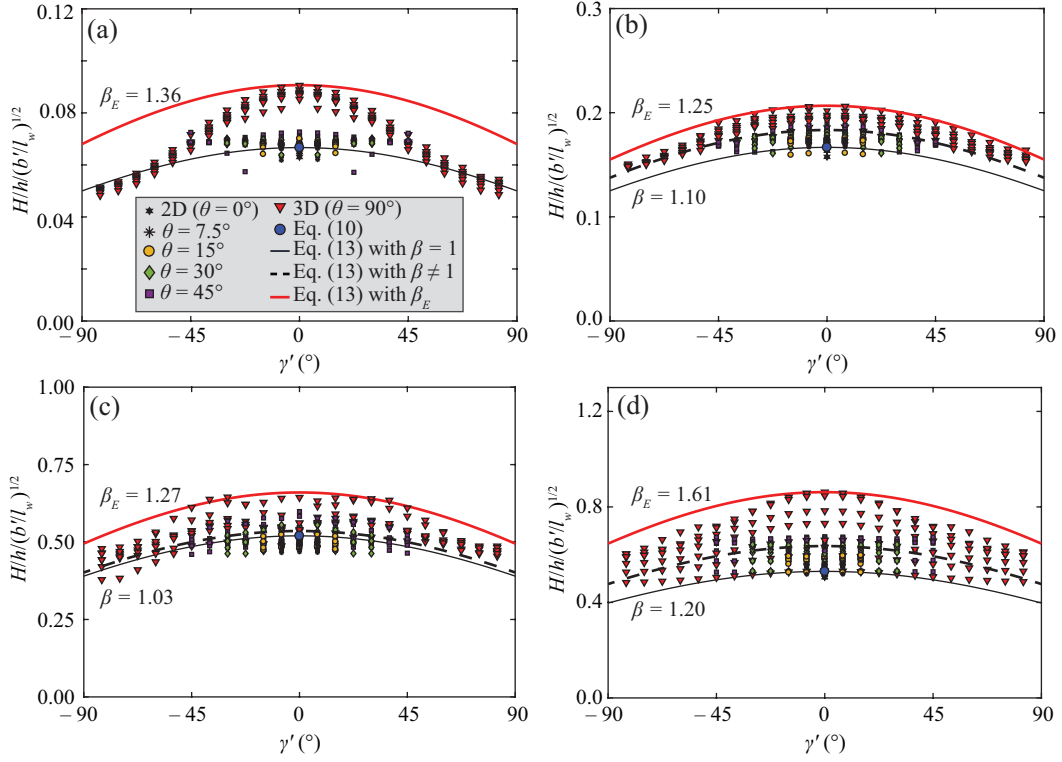 (a)
0.12
0.08
0.04
0.00
H/h/(b′/l_w)^1/2
β_E = 1.36
2D (θ = 0°)
θ = 7.5°
θ = 15°
θ = 30°
θ = 45°
3D (θ = 90°)
Eq. (10)
Eq. (13) with β = 1
Eq. (13) with β ≠ 1
Eq. (13) with β_E
– 90
– 45
0
45
90
γ′ (°)
(b)
0.3
0.2
0.1
0.0
H/h/(b′/l_w)^1/2
β_E = 1.25
β = 1.10
– 90
– 45
0
45
90
γ′ (°)
(c)
1.00
0.75
0.50
0.25
0.00
H/h/(b′/l_w)^1/2
β_E = 1.27
β = 1.03
– 90
– 45
0
45
90
γ′ (°)
(d)
1.2
0.8
0.4
0.0
H/h/(b′/l_w)^1/2
β_E = 1.61
β = 1.20
– 90
– 45
0
45
90
γ′ (°)